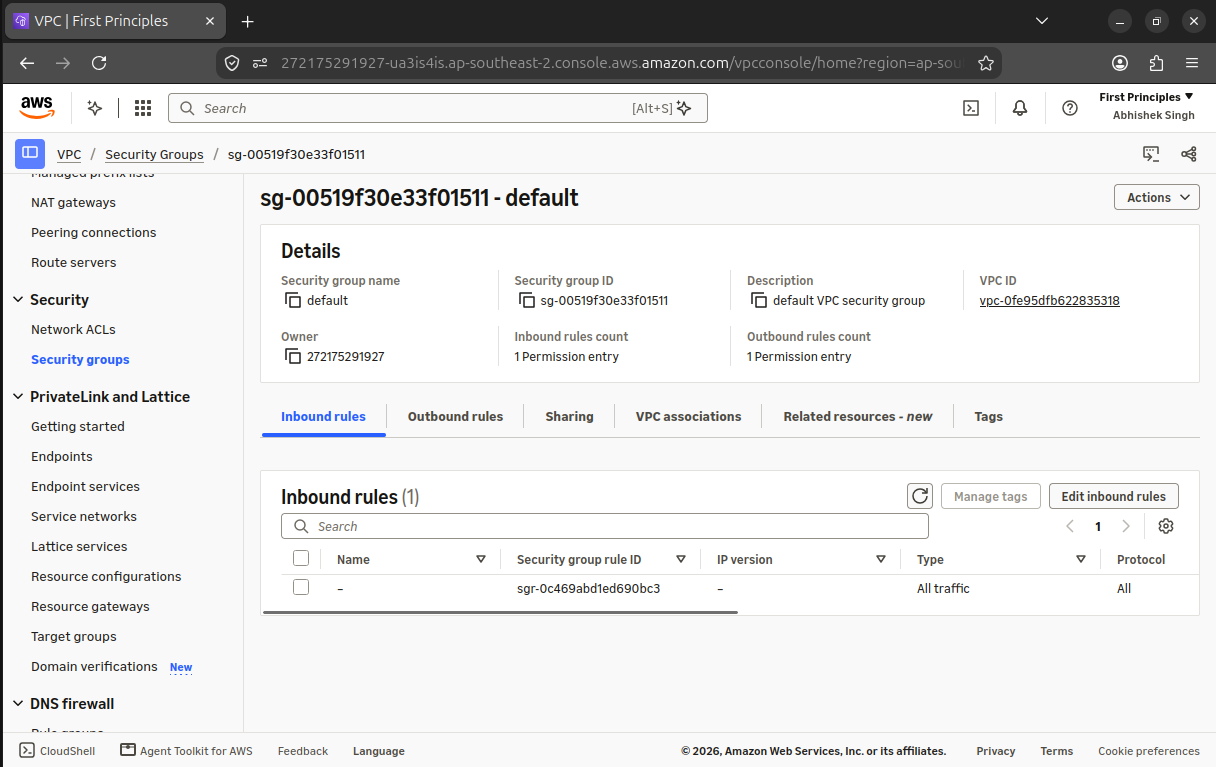 VPC | First Principles
272175291927-ua3is4is.ap-southeast-2.console.aws.amazon.com/vpcconsole/home?region=ap-sou
aws
Search [Alt+S]
First Principles
Abhishek Singh
VPC / Security Groups / sg-00519f30e33f01511
Managed prefix lists
NAT gateways
Peering connections
Route servers
Security
Network ACLs
Security groups
PrivateLink and Lattice
Getting started
Endpoints
Endpoint services
Service networks
Lattice services
Resource configurations
Resource gateways
Target groups
Domain verifications New
DNS firewall
Rule groups
sg-00519f30e33f01511 - default
Actions
Details
Security group name
default
Security group ID
sg-00519f30e33f01511
Description
default VPC security group
VPC ID
vpc-0fe95dfb622835318
Owner
272175291927
Inbound rules count
1 Permission entry
Outbound rules count
1 Permission entry
Inbound rules Outbound rules Sharing VPC associations Related resources - new Tags
Inbound rules (1)
Manage tags Edit inbound rules
Search
1
Name Security group rule ID IP version Type Protocol
– sgr-0c469abd1ed690bc3 – All traffic All
CloudShell Agent Toolkit for AWS Feedback Language © 2026, Amazon Web Services, Inc. or its affiliates. Privacy Terms Cookie preferences